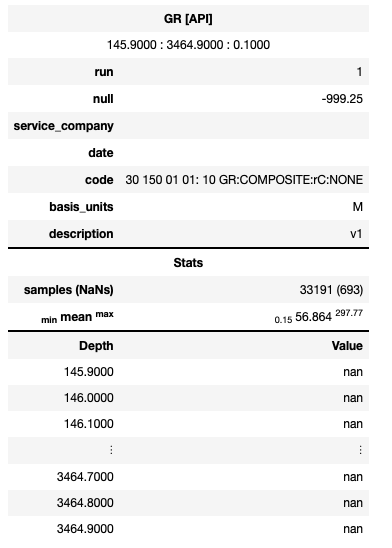 GR [API]
145.9000 : 3464.9000 : 0.1000
run 1
null -999.25
service_company
date
code 30 150 01 01: 10 GR:COMPOSITE:rC:NONE
basis_units M
description v1
Stats
samples (NaNs) 33191 (693)
min mean max 0.15 56.864 297.77
Depth Value
145.9000 nan
146.0000 nan
146.1000 nan
⋮ ⋮
3464.7000 nan
3464.8000 nan
3464.9000 nan